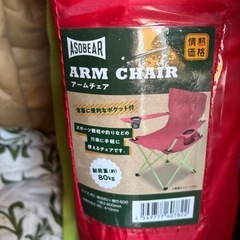 ASOBEAR
情熱
価格
ARM CHAIR
アームチェア
背面に便利なポケット付
スポーツ観戦や釣りなどの
行楽に手軽に
使えるチェアです。
耐荷重(約)
80kg